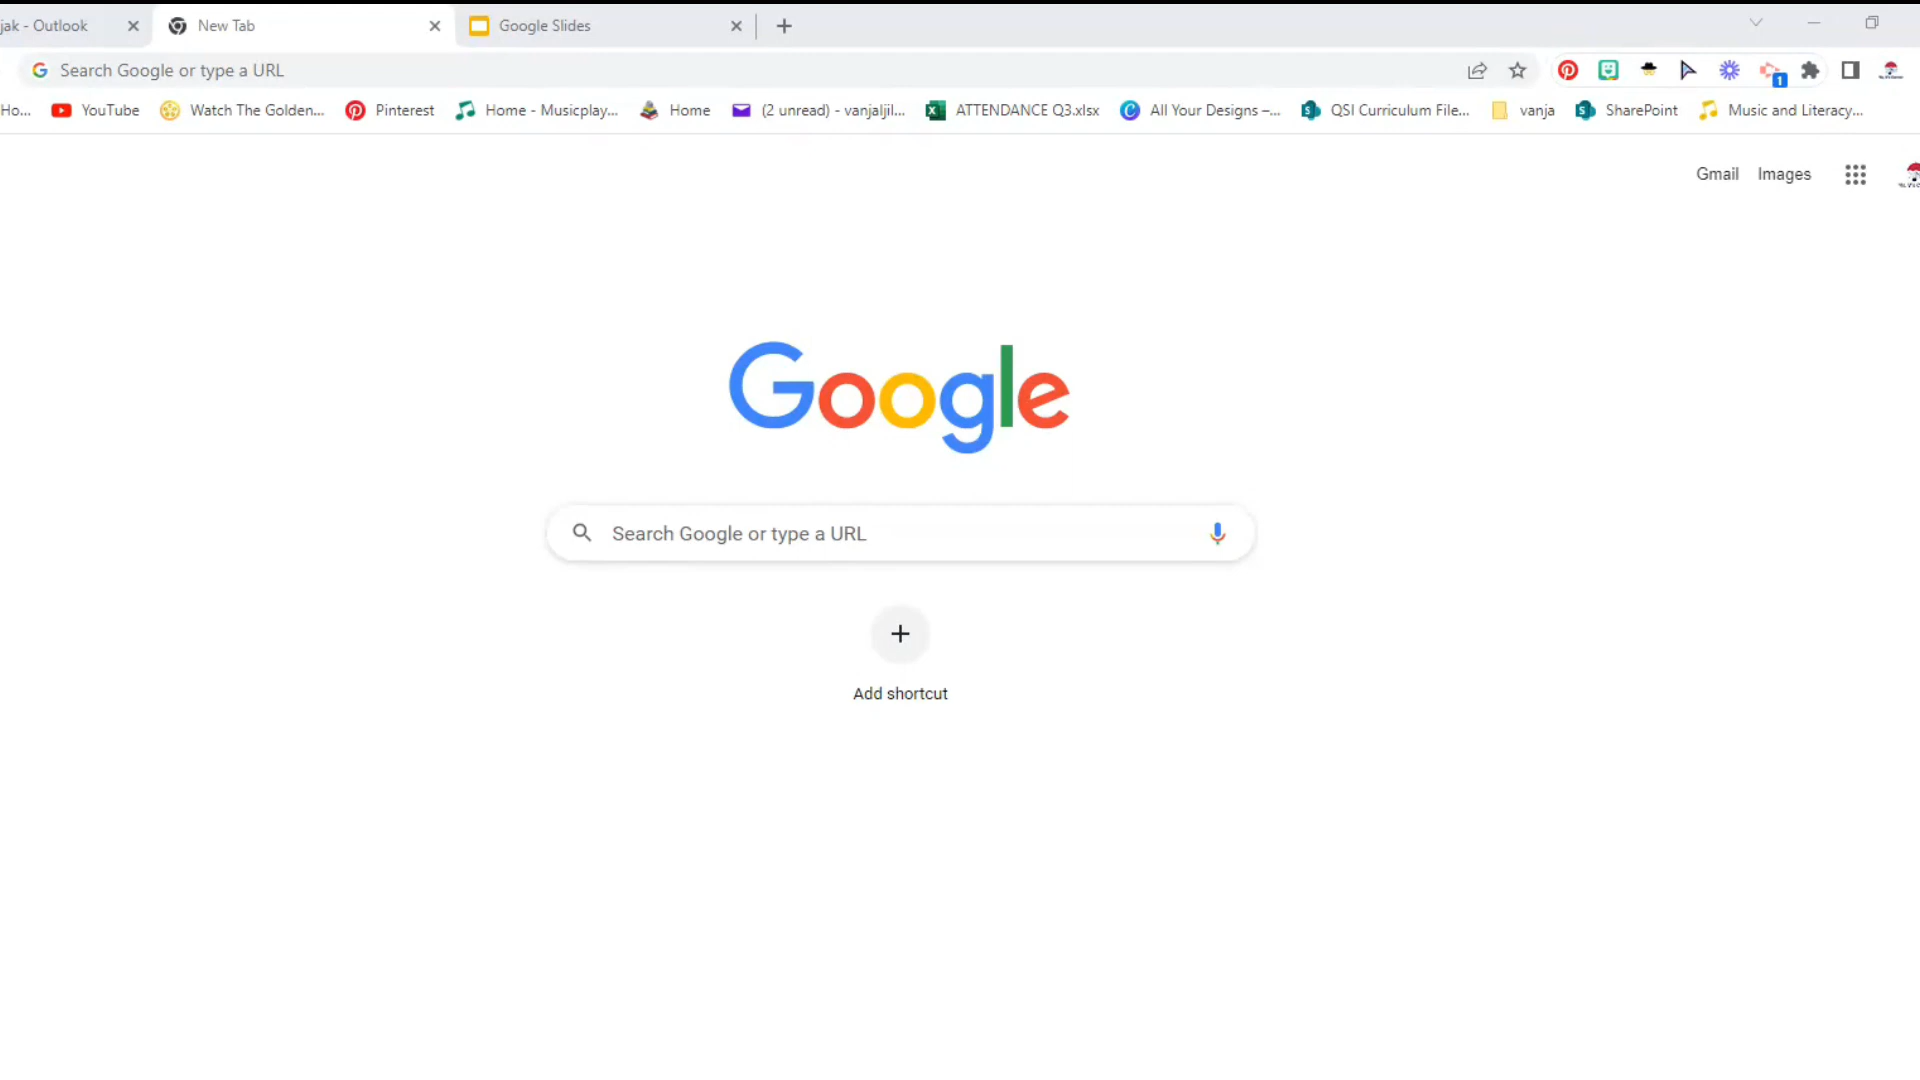 jak - Outlook New Tab Google Slides
Search Google or type a URL 1
Ho... YouTube Watch The Golden... Pinterest Home - Musicplay... Home (2 unread) - vanjaljil... ATTENDANCE Q3.xlsx All Your Designs –... QSI Curriculum File... vanja SharePoint Music and Literacy...
Gmail Images
Google
Search Google or type a URL
Add shortcut